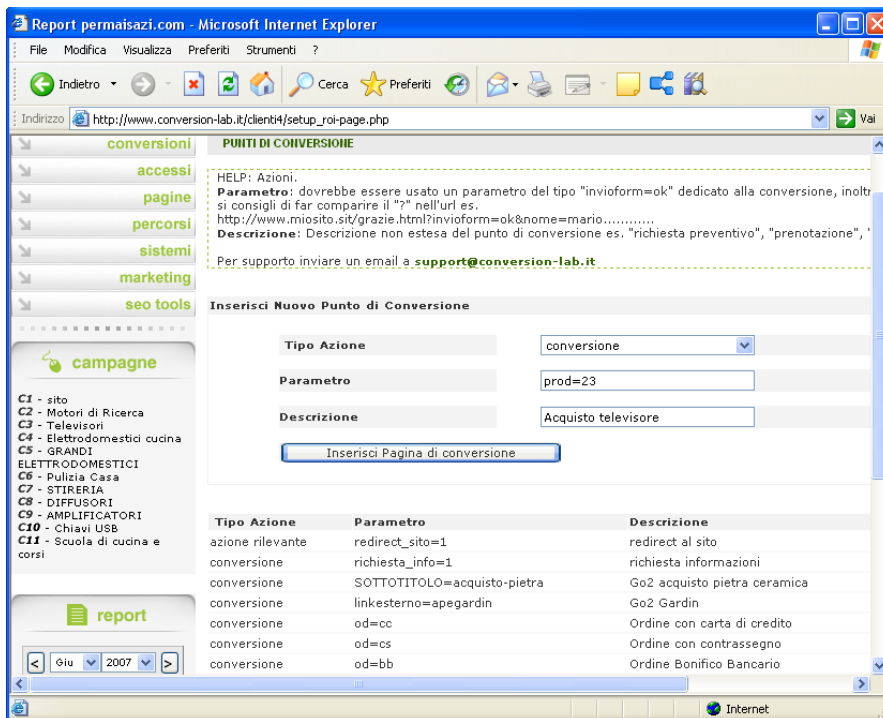 Report permaisazi.com - Microsoft Internet Explorer
File Modifica Visualizza Preferiti Strumenti ?
Indietro Cerca Preferiti
Indirizzo http://www.conversion-lab.it/clienti4/setup_roi-page.php Vai
conversioni
accessi
pagine
percorsi
sistemi
marketing
seo tools
campagne
C1 - sito
C2 - Motori di Ricerca
C3 - Televisori
C4 - Elettrodomestici cucina
C5 - GRANDI
ELETTRODOMESTICI
C6 - Pulizia Casa
C7 - STIRERIA
C8 - DIFFUSORI
C9 - AMPLIFICATORI
C10 - Chiavi USB
C11 - Scuola di cucina e
corsi
report
< Giu 2007 >
PUNTI DI CONVERSIONE
HELP: Azioni.
Parametro: dovrebbe essere usato un parametro del tipo "invioform=ok" dedicato alla conversione, inoltr
si consigli di far comparire il "?" nell'url es.
http://www.miosito.sit/grazie.html?invioform=ok&nome=mario............
Descrizione: Descrizione non estesa del punto di conversione es. "richiesta preventivo", "prenotazione", "
Per supporto inviare un email a support@conversion-lab.it
Inserisci Nuovo Punto di Conversione
Tipo Azione conversione
Parametro prod=23
Descrizione Acquisto televisore
Inserisci Pagina di conversione
Tipo Azione Parametro Descrizione
azione rilevante redirect_sito=1 redirect al sito
conversione richiesta_info=1 richiesta informazioni
conversione SOTTOTITOLO=acquisto-pietra Go2 acquisto pietra ceramica
conversione linkesterno=apegardin Go2 Gardin
conversione od=cc Ordine con carta di credito
conversione od=cs Ordine con contrassegno
conversione od=bb Ordine Bonifico Bancario
Internet